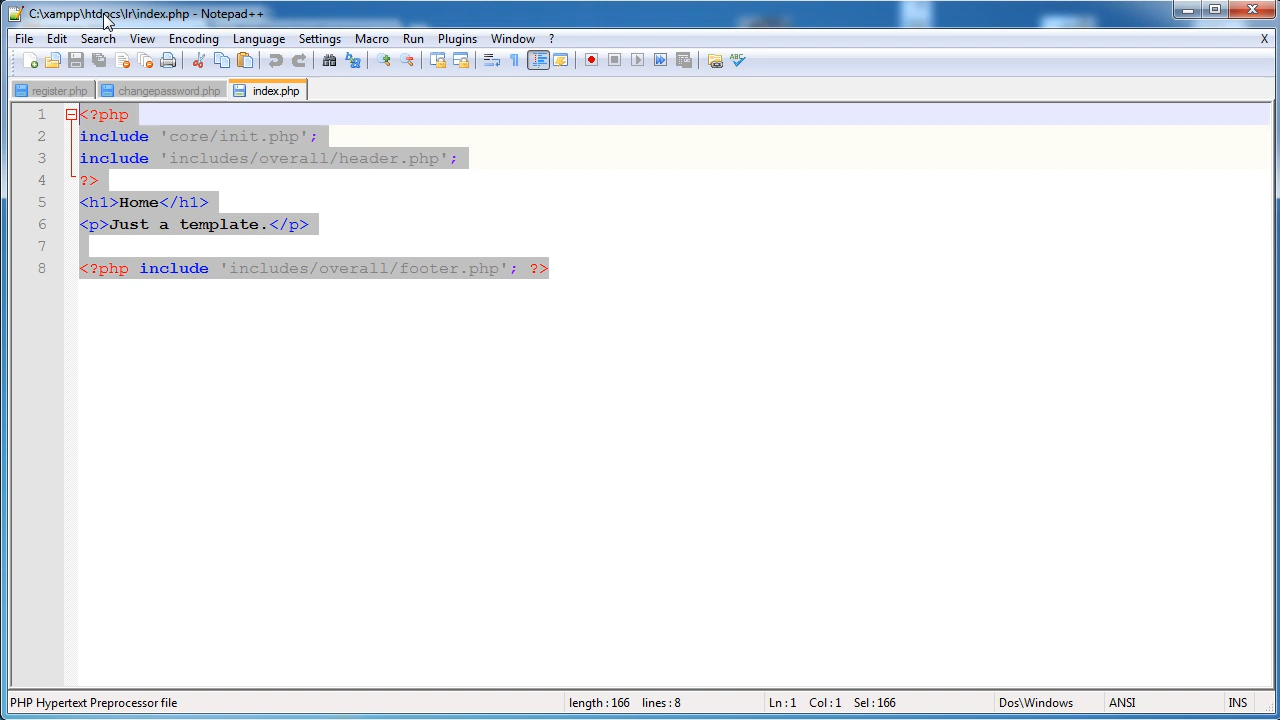 C:\xampp\htdocs\lr\index.php - Notepad++
File Edit Search View Encoding Language Settings Macro Run Plugins Window ? X
register.php changepassword.php index.php
1 <?php
2 include 'core/init.php';
3 include 'includes/overall/header.php';
4 ?>
5 <h1>Home</h1>
6 <p>Just a template.</p>
7
8 <?php include 'includes/overall/footer.php'; ?>
PHP Hypertext Preprocessor file length : 166 lines : 8 Ln : 1 Col : 1 Sel : 166 Dos\Windows ANSI INS